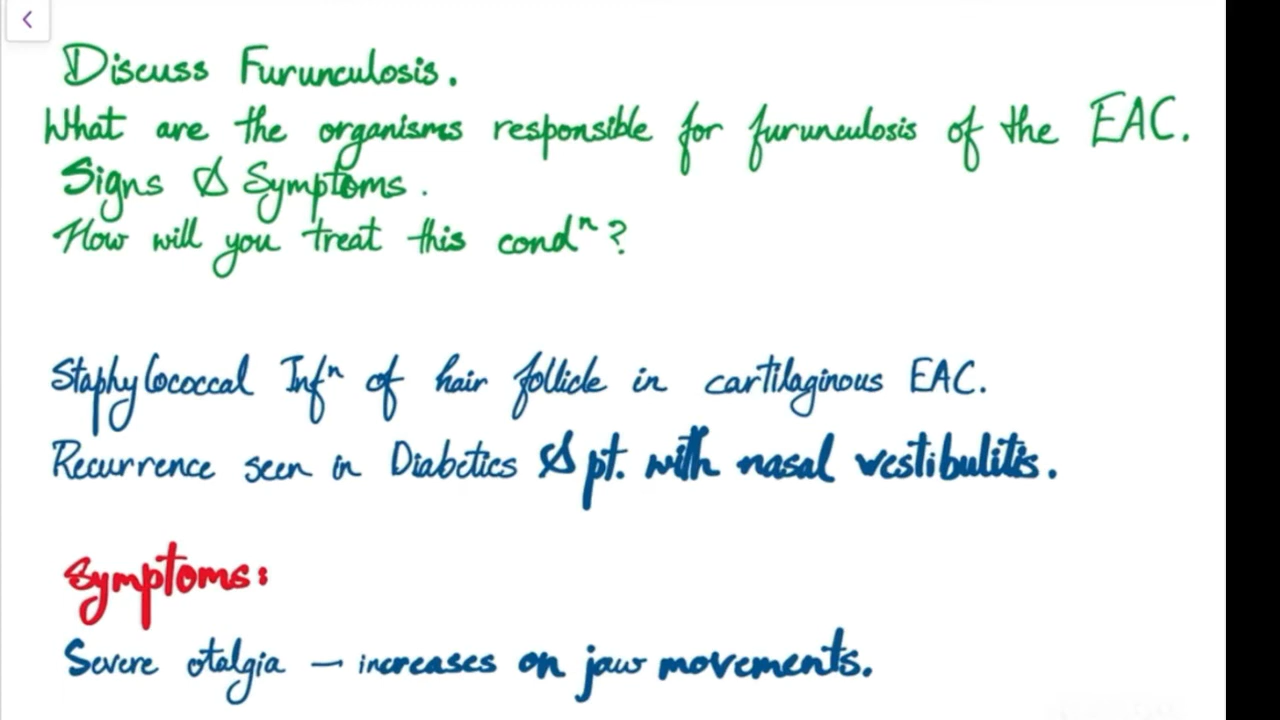 Discuss Furunculosis.
What are the organisms responsible for furunculosis of the EAC.
Signs & Symptoms.
How will you treat this condⁿ?
Staphylococcal Infⁿ of hair follicle in cartilaginous EAC.
Recurrence seen in Diabetics & pt. with nasal vestibulitis.
Symptoms:
Severe otalgia – increases on jaw movements.